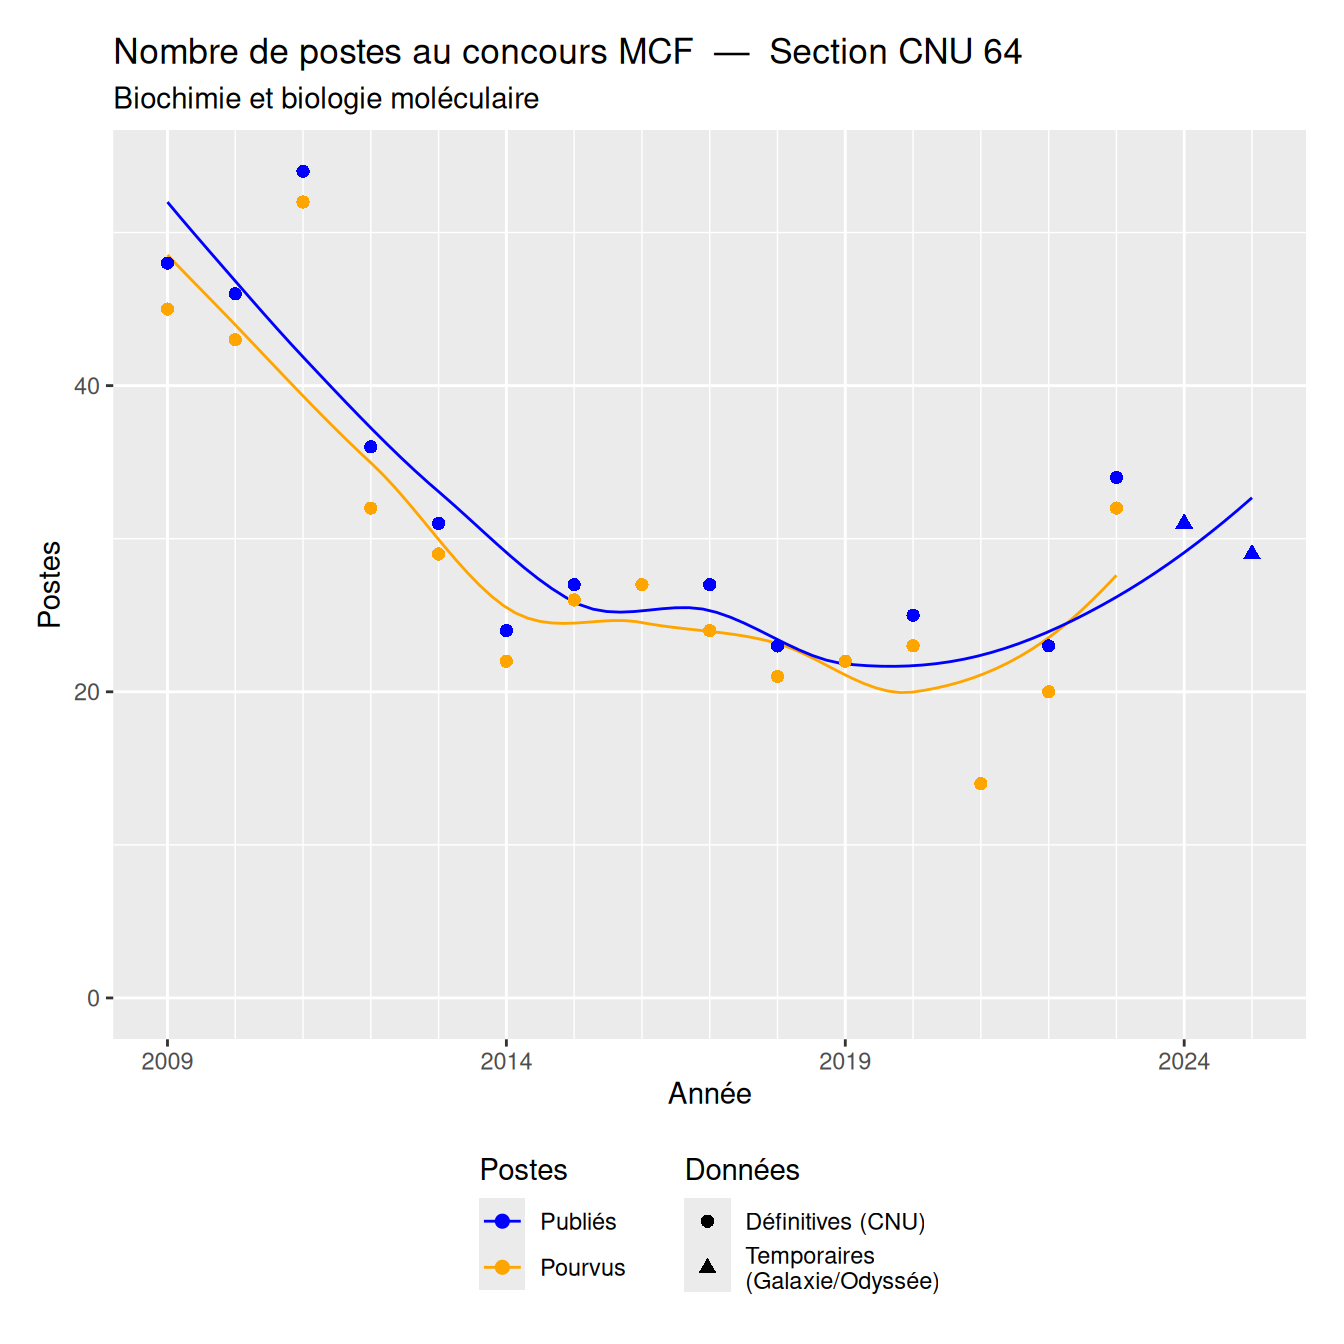 Nombre de postes au concours MCF — Section CNU 64
Biochimie et biologie moléculaire
Postes
40
20
0
2009 2014 2019 2024
Année
Postes
Publiés
Pourvus
Données
Définitives (CNU)
Temporaires
(Galaxie/Odyssée)